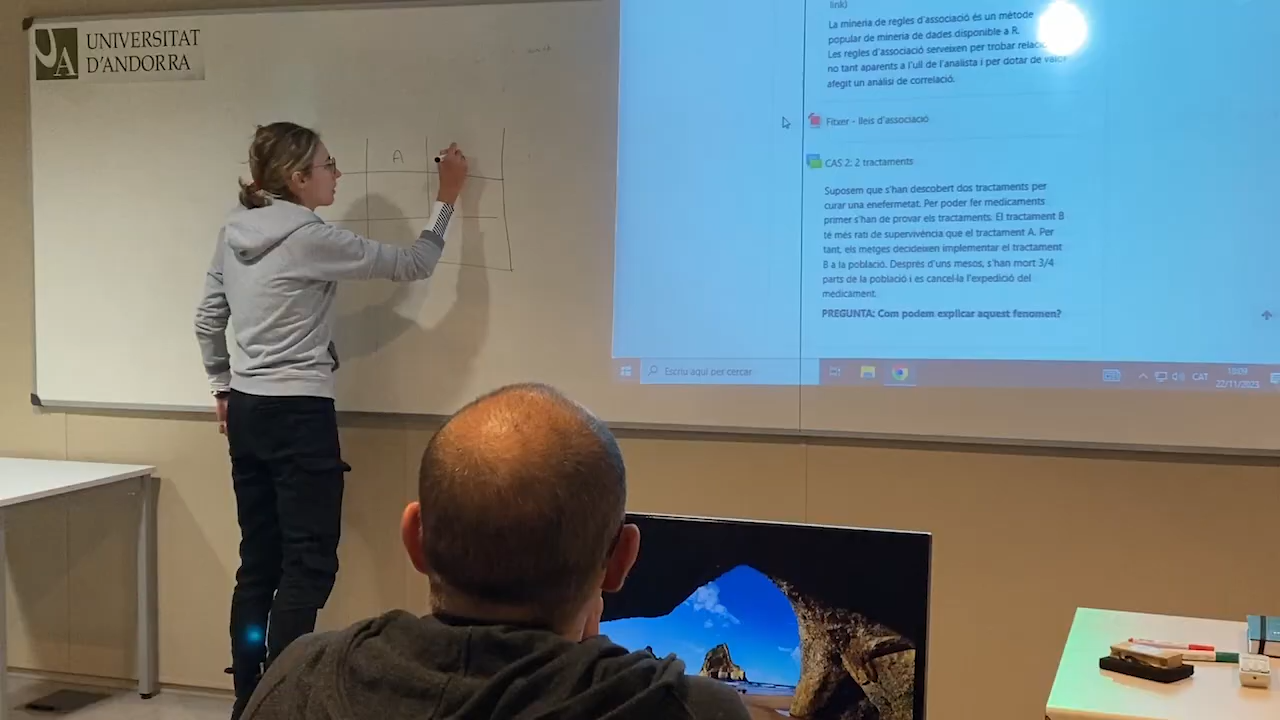 UNIVERSITAT
D'ANDORRA
A
link)
La mineria de regles d'associació és un mètode
popular de mineria de dades disponible a R.
Les regles d'associació serveixen per trobar
no tant aparents a l'ull de l'analista i per dotar de valor
afegit un anàlisi de correlació.
Fitxer - lleis d'associació
CAS 2: 2 tractaments
Suposem que s'han descobert dos tractaments per
curar una enefermetat. Per poder fer medicaments
primer s'han de provar els tractaments. El tractament B
té més rati de supervivència que el tractament A. Per
tant, els metges decideixen implementar el tractament
B a la població. Després d'uns mesos, s'han mort 3/4
parts de la població i es cancel·la l'expedició del
medicament.
PREGUNTA: Com podem explicar aquest fenomen?
Escriu aquí per cercar
CAT
10:09
22/11/2023